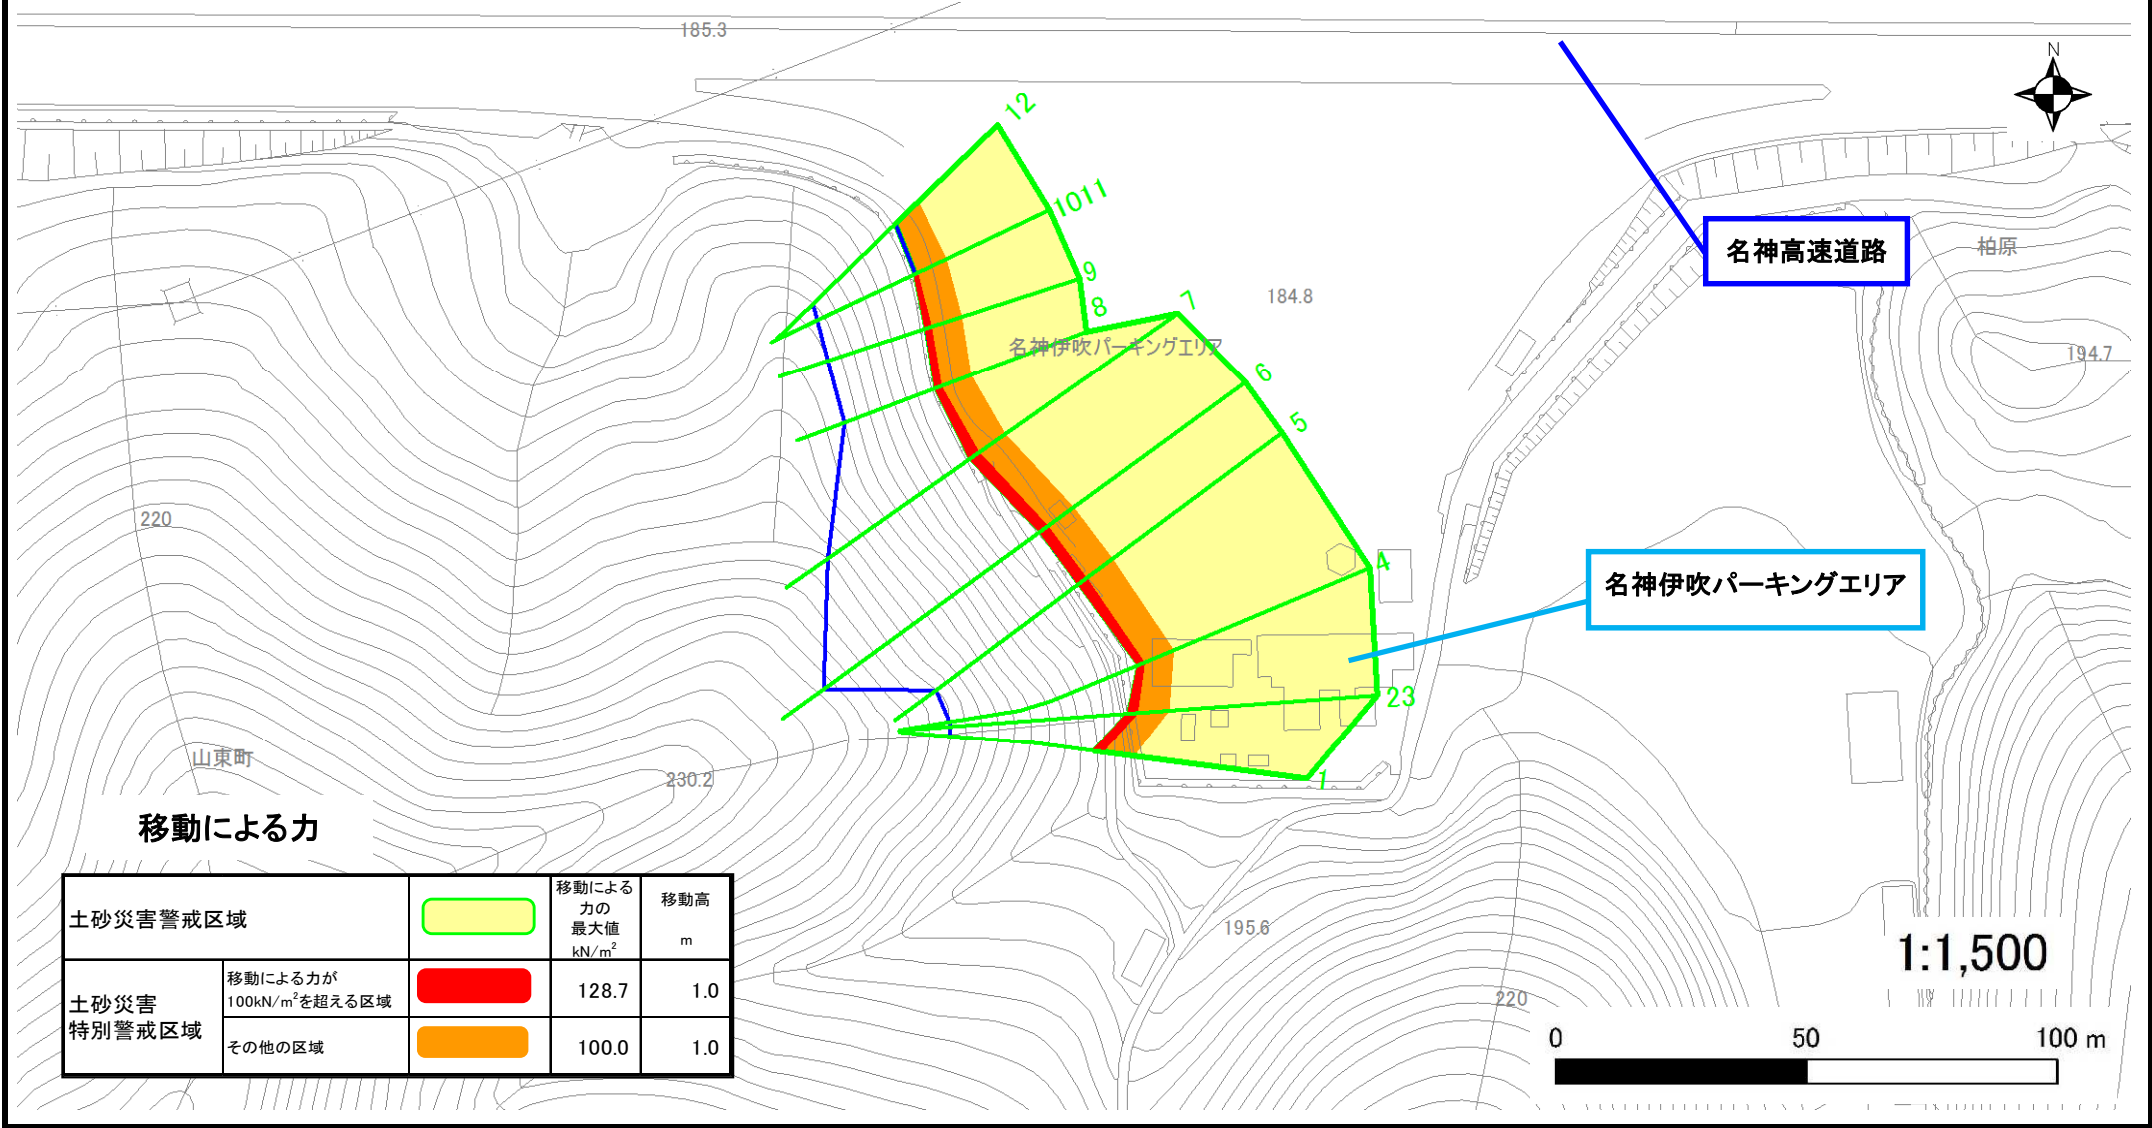 185.3
N
12
1011
9
8
7
6
5
4
23
1
名神高速道路
柏原
184.8
194.7
名神伊吹パーキングエリア
220
名神伊吹パーキングエリア
山東町
230.2
移動による力
土砂災害警戒区域
移動による
力の
最大値
kN/m²
移動高
m
土砂災害
特別警戒区域
移動による力が
100kN/m²を超える区域
128.7
1.0
その他の区域
100.0
1.0
195.6
220
1:1,500
0 50 100 m